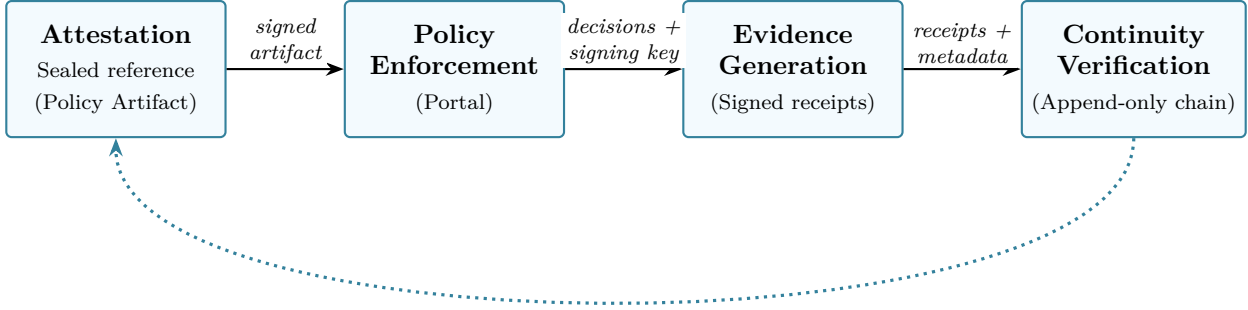 Attestation
Sealed reference
(Policy Artifact)
signed
artifact
Policy
Enforcement
(Portal)
decisions +
signing key
Evidence
Generation
(Signed receipts)
receipts +
metadata
Continuity
Verification
(Append-only chain)